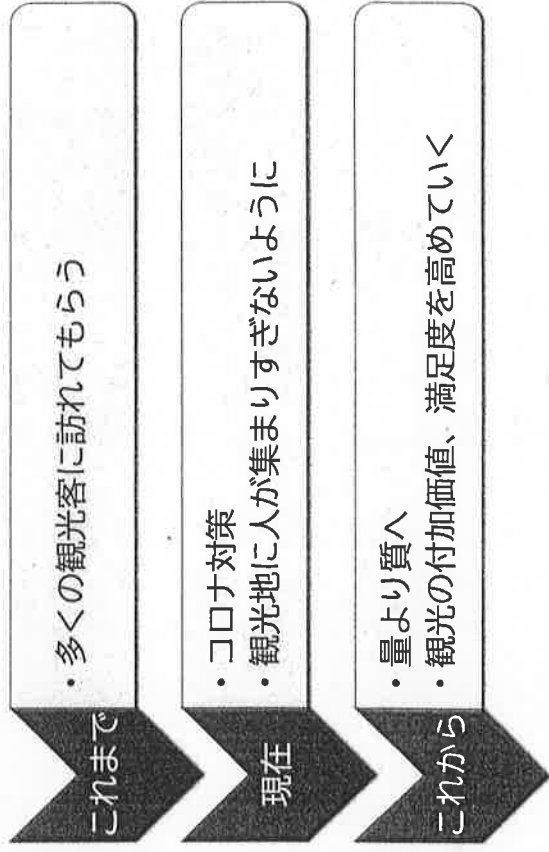 これまで
・多くの観光客に訪れてもらう
現在
・コロナ対策
・観光地に人が集まりすぎないように
これから
・量より質へ
・観光の付加価値、満足度を高めていく